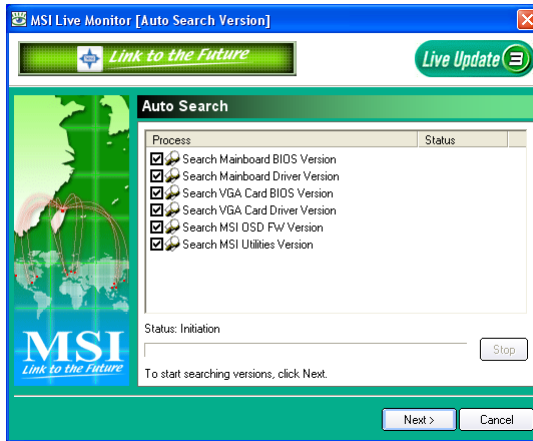 MSI Live Monitor [Auto Search Version]
Link to the Future
Live Update 3
Auto Search
Process Status
Search Mainboard BIOS Version
Search Mainboard Driver Version
Search VGA Card BIOS Version
Search VGA Card Driver Version
Search MSI OSD FW Version
Search MSI Utilities Version
Status: Initiation
Stop
To start searching versions, click Next.
MSI
Link to the Future
Next >
Cancel